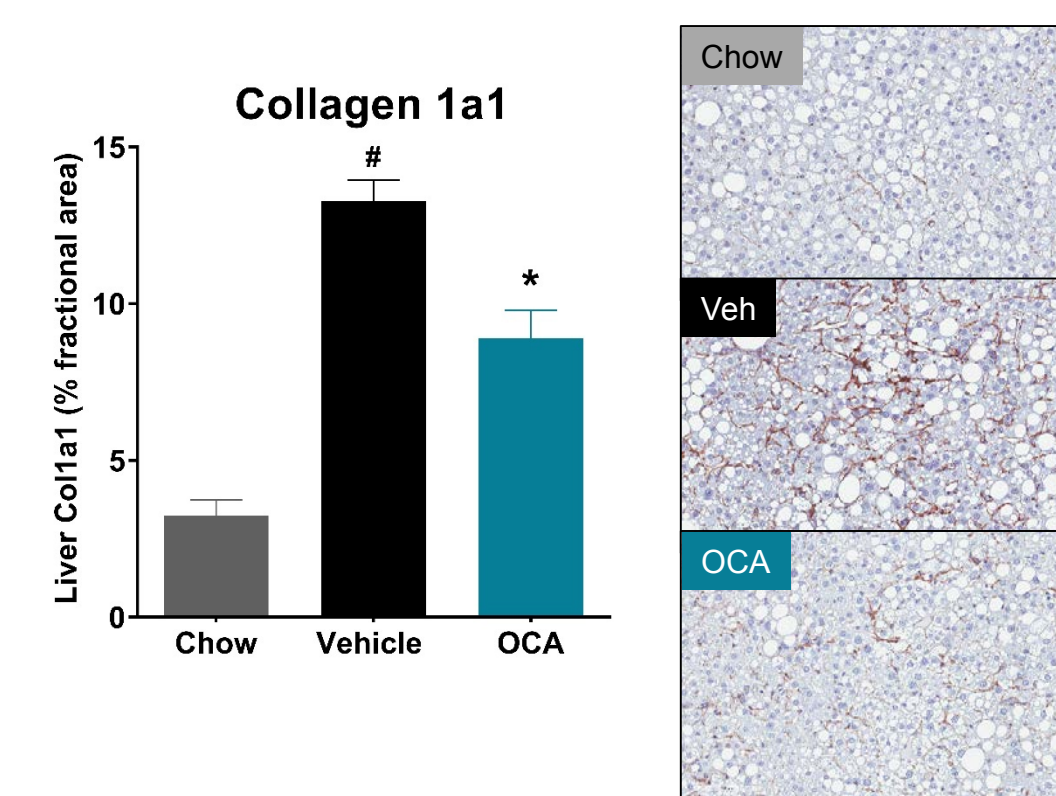 Collagen 1a1
Liver Col1a1 (% fractional area)
15
10
5
0
#
*
Chow
Vehicle
OCA
Chow
Veh
OCA